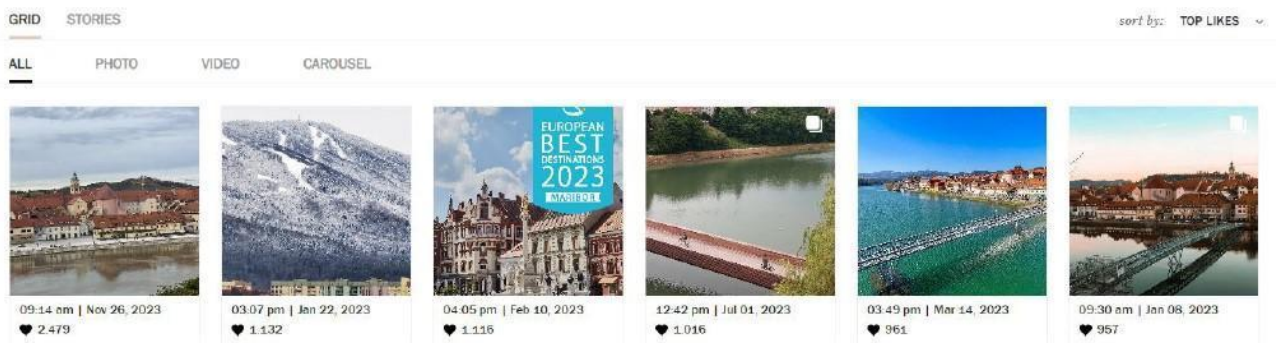 GRID STORIES sort by: TOP LIKES
ALL PHOTO VIDEO CAROUSEL
EUROPEAN
BEST
DESTINATIONS
2023
MARIBOR
09:14 am | Nov 26, 2023
2.479
03:07 pm | Jan 22, 2023
1.132
04:05 pm | Feb 10, 2023
1.116
12:42 pm | Jul 01, 2023
1.016
03:49 pm | Mar 14, 2023
961
09:30 am | Jan 08, 2023
957